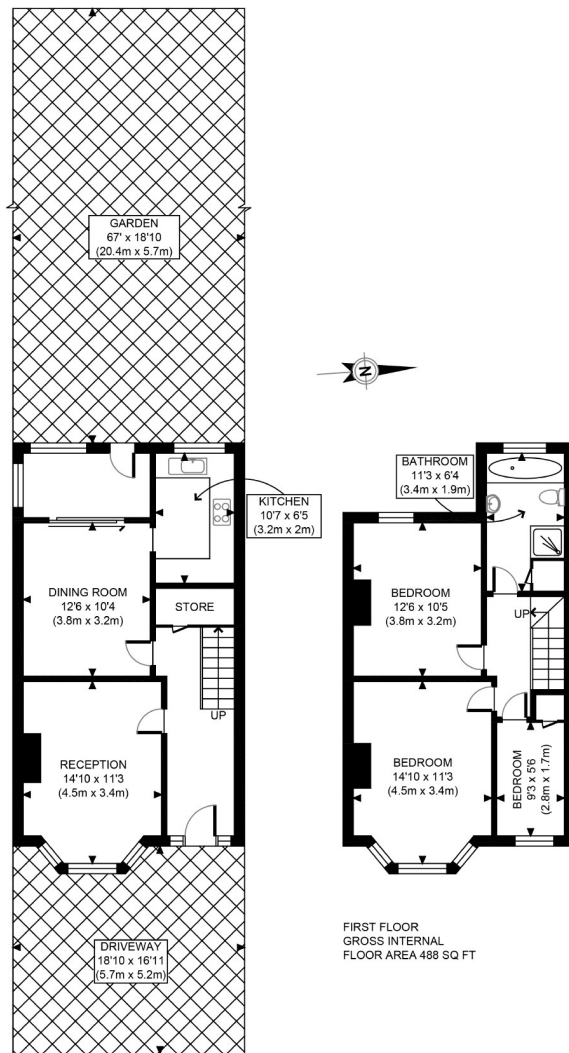 GARDEN
67' x 18'10
(20.4m x 5.7m)
N
KITCHEN
10'7 x 6'5
(3.2m x 2m)
DINING ROOM
12'6 x 10'4
(3.8m x 3.2m)
STORE
UP
RECEPTION
14'10 x 11'3
(4.5m x 3.4m)
DRIVEWAY
18'10 x 16'11
(5.7m x 5.2m)
BATHROOM
11'3 x 6'4
(3.4m x 1.9m)
BEDROOM
12'6 x 10'5
(3.8m x 3.2m)
UP
BEDROOM
14'10 x 11'3
(4.5m x 3.4m)
BEDROOM
9'3 x 5'6
(2.8m x 1.7m)
FIRST FLOOR
GROSS INTERNAL
FLOOR AREA 488 SQ FT